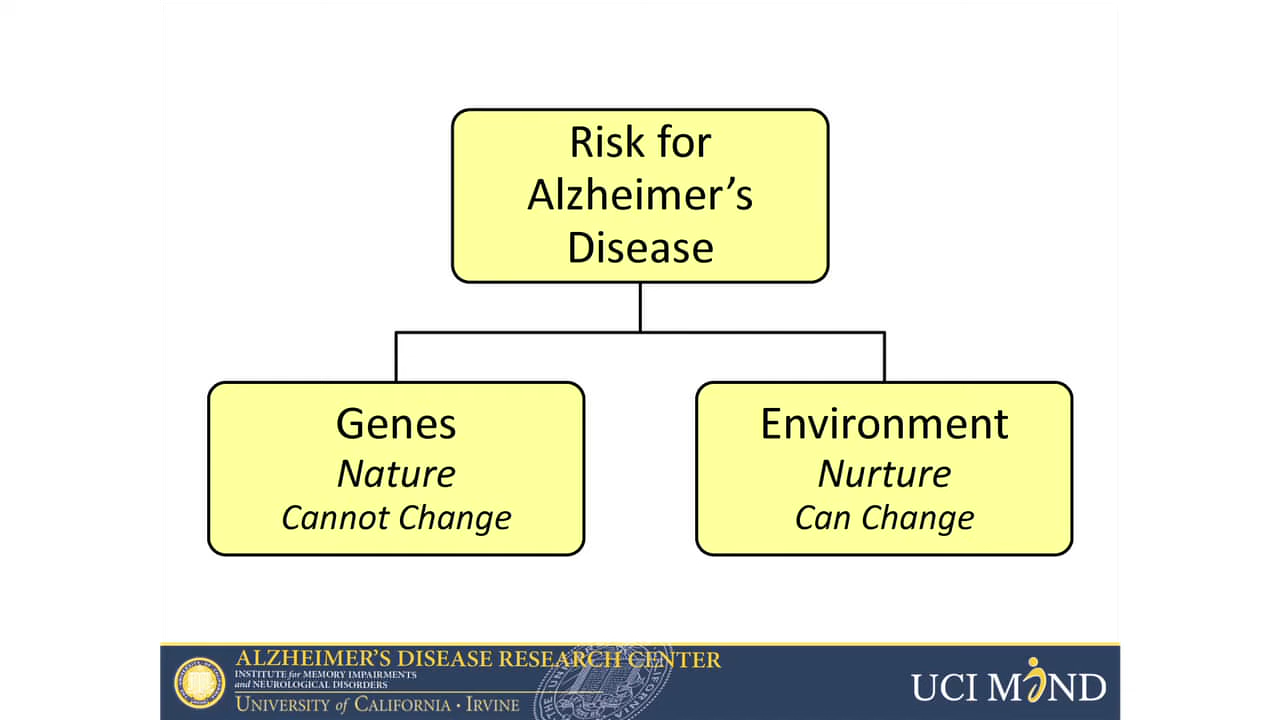 Risk for
Alzheimer’s
Disease
Genes
Nature
Cannot Change
Environment
Nurture
Can Change
ALZHEIMER’S DISEASE RESEARCH CENTER
INSTITUTE for MEMORY IMPAIRMENTS
and NEUROLOGICAL DISORDERS
UNIVERSITY of CALIFORNIA · IRVINE
UCI MIND